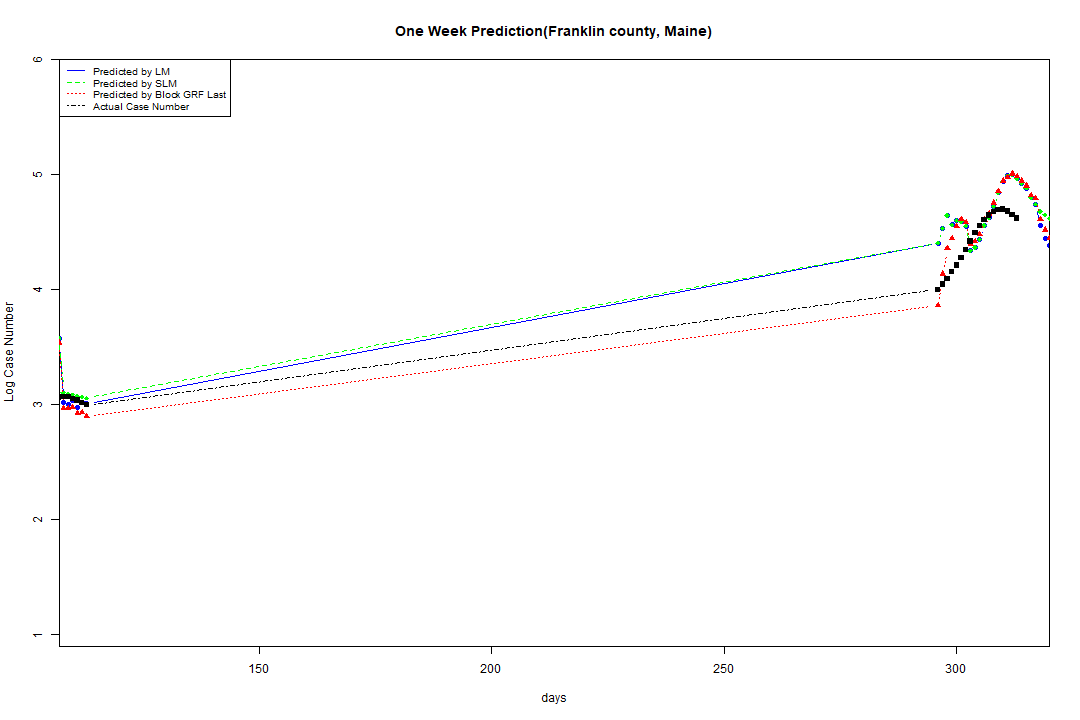 One Week Prediction(Franklin county, Maine)
6
Predicted by LM
Predicted by SLM
Predicted by Block GRF Last
Actual Case Number
5
4
3
2
1
Log Case Number
150 200 250 300
days